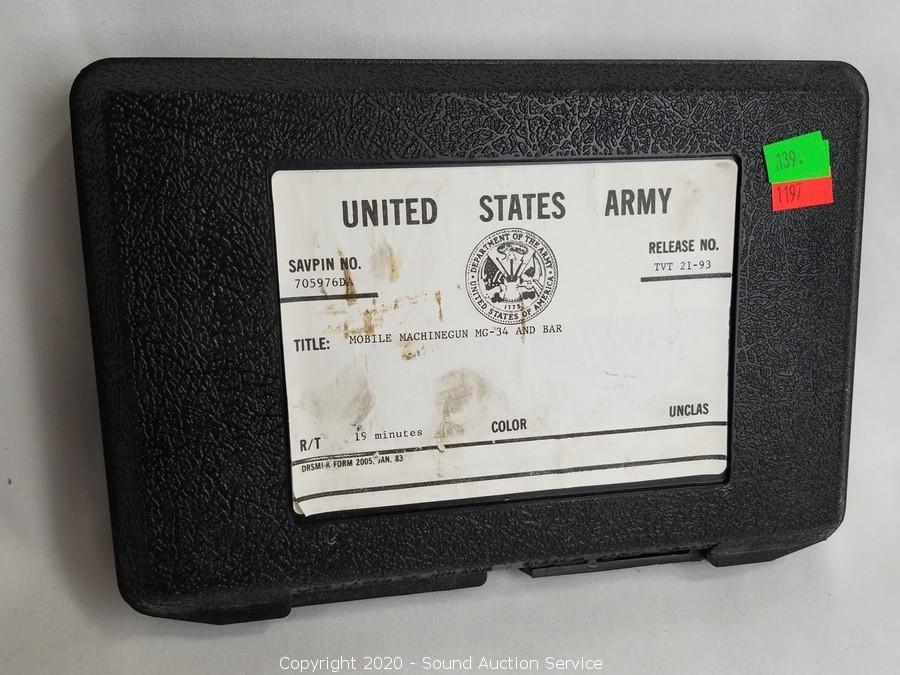 UNITED STATES ARMY
139.
1197
SAVPIN NO.
705976DA
DEPARTMENT OF THE ARMY
UNITED STATES OF AMERICA
1775
RELEASE NO.
TVT 21-93
TITLE: MOBILE MACHINEGUN MG-34 AND BAR
R/T 19 minutes COLOR UNCLAS
DRSMI-K FORM 2005, JAN. 83
Copyright 2020 - Sound Auction Service